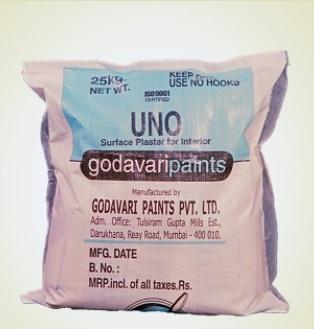 25KG.
NET WT.
ISO 9001
CERTIFIED
KEEP
USE NO HOOKS
UNO
Surface Plaster for Interior
godavaripaints
Manufactured by
GODAVARI PAINTS PVT. LTD.
Adm. Office: Tulsiram Gupta Mills Est.,
Darukhana, Reay Road, Mumbai - 400 010.
MFG. DATE
B. No. :
MRP.incl. of all taxes.Rs.